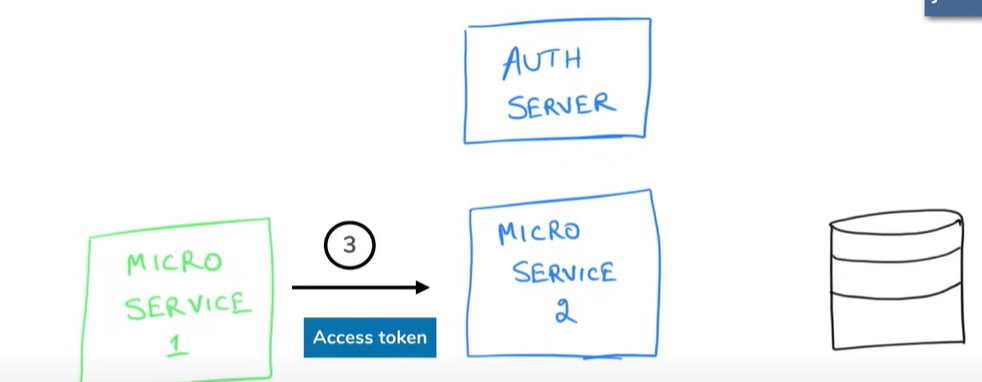 AUTH
SERVER
MICRO
SERVICE
1
3
Access token
MICRO
SERVICE
2